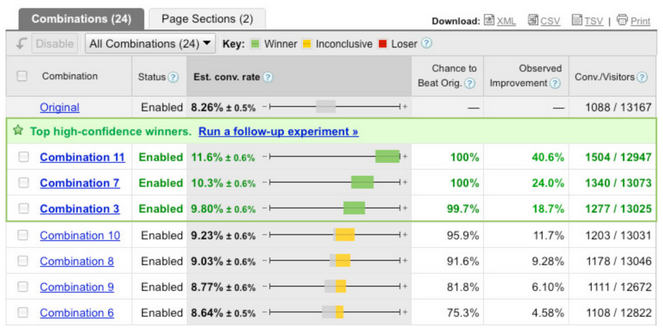 Combinations (24) Page Sections (2) Download: XML CSV TSV | Print
Disable All Combinations (24) Key: Winner Inconclusive Loser ?
Combination Status ? Est. conv. rate ? Chance to Beat Orig. ? Observed Improvement ? Conv./Visitors ?
Original Enabled 8.26% ± 0.5% — — 1088 / 13167
Top high-confidence winners. Run a follow-up experiment »
Combination 11 Enabled 11.6% ± 0.6% 100% 40.6% 1504 / 12947
Combination 7 Enabled 10.3% ± 0.6% 100% 24.0% 1340 / 13073
Combination 3 Enabled 9.80% ± 0.6% 99.7% 18.7% 1277 / 13025
Combination 10 Enabled 9.23% ± 0.6% 95.9% 11.7% 1203 / 13031
Combination 8 Enabled 9.03% ± 0.6% 91.6% 9.28% 1178 / 13046
Combination 9 Enabled 8.77% ± 0.6% 81.8% 6.10% 1111 / 12672
Combination 6 Enabled 8.64% ± 0.5% 75.3% 4.58% 1108 / 12822